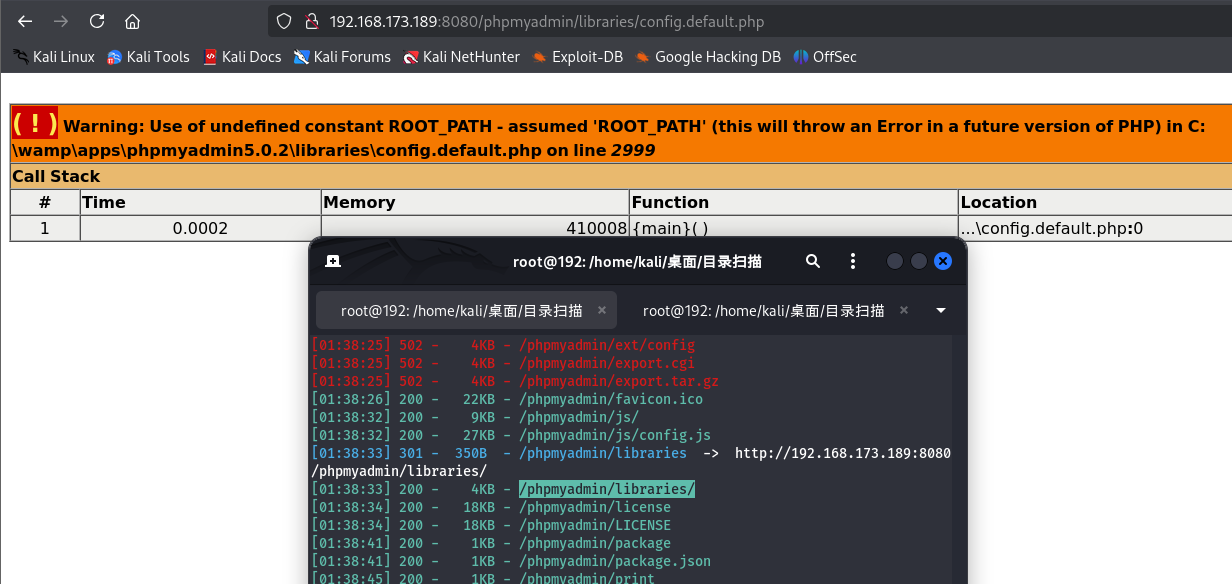 192.168.173.189:8080/phpmyadmin/libraries/config.default.php
Kali Linux Kali Tools Kali Docs Kali Forums Kali NetHunter Exploit-DB Google Hacking DB OffSec
( ! ) Warning: Use of undefined constant ROOT_PATH - assumed 'ROOT_PATH' (this will throw an Error in a future version of PHP) in C:
\wamp\apps\phpmyadmin5.0.2\libraries\config.default.php on line 2999
Call Stack
# Time Memory Function Location
1 0.0002 410008 {main}( ) ...\config.default.php:0
root@192: /home/kali/桌面/目录扫描
root@192: /home/kali/桌面/目录扫描 × root@192: /home/kali/桌面/目录扫描 ×
[01:38:25] 502 - 4KB - /phpmyadmin/ext/config
[01:38:25] 502 - 4KB - /phpmyadmin/export.cgi
[01:38:25] 502 - 4KB - /phpmyadmin/export.tar.gz
[01:38:26] 200 - 22KB - /phpmyadmin/favicon.ico
[01:38:32] 200 - 9KB - /phpmyadmin/js/
[01:38:32] 200 - 27KB - /phpmyadmin/js/config.js
[01:38:33] 301 - 350B - /phpmyadmin/libraries -> http://192.168.173.189:8080
/phpmyadmin/libraries/
[01:38:33] 200 - 4KB - /phpmyadmin/libraries/
[01:38:34] 200 - 18KB - /phpmyadmin/license
[01:38:34] 200 - 18KB - /phpmyadmin/LICENSE
[01:38:41] 200 - 1KB - /phpmyadmin/package
[01:38:41] 200 - 1KB - /phpmyadmin/package.json
[01:38:45] 200 - 1KB - /phpmyadmin/print